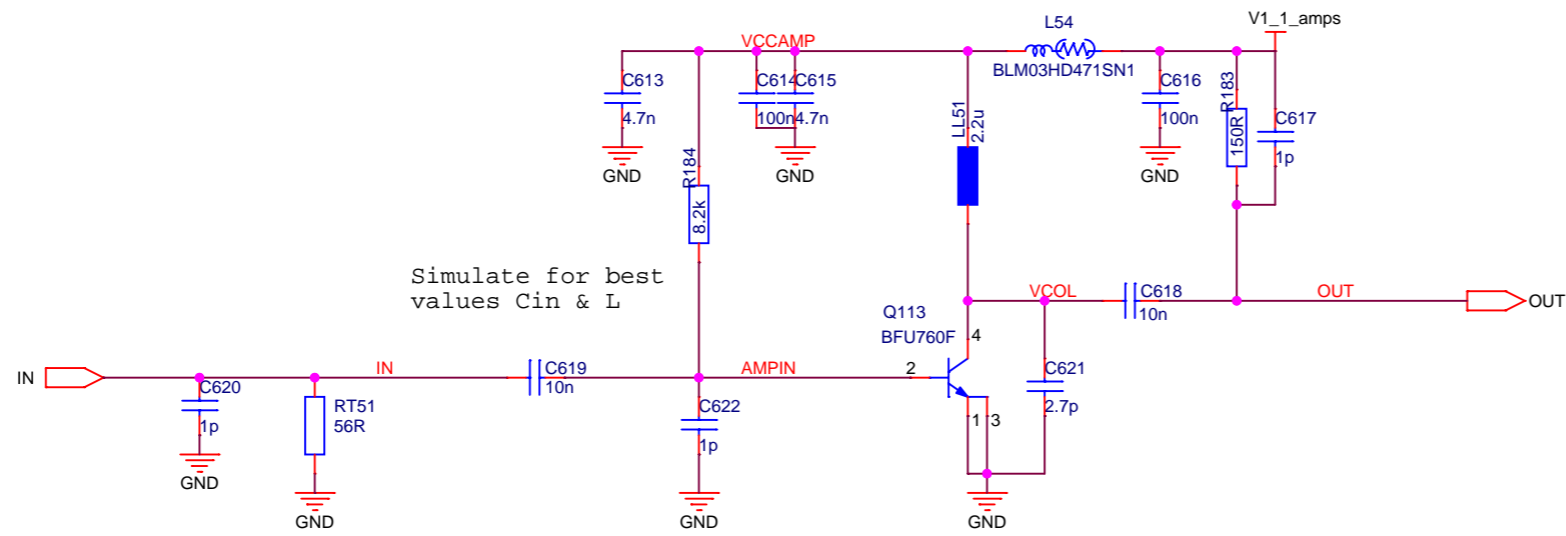 L54
V1_1_amps
VCCAMP
BLM03HD471SN1
C613
C614
C615
C616
R183
C617
4.7n
100n
4.7n
LL51
2.2u
100n
150R
1p
GND
GND
GND
R184
8.2k
Simulate for best
values Cin & L
VCOL
C618
OUT
OUT
10n
Q113
BFU760F
4
IN
IN
C619
AMPIN
2
C621
C620
10n
RT51
56R
C622
2.7p
1p
1p
1
3
GND
GND
GND
GND